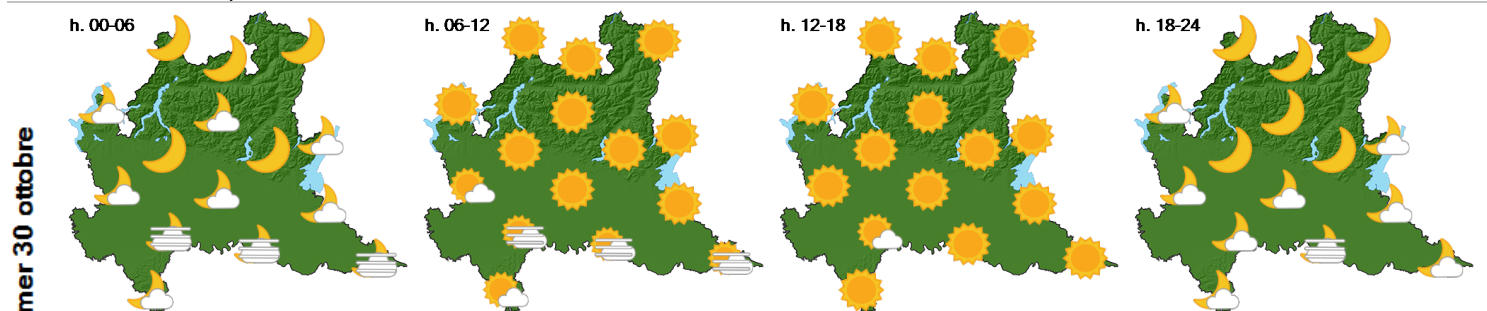 h. 00-06
h. 06-12
h. 12-18
h. 18-24
mer 30 ottobre